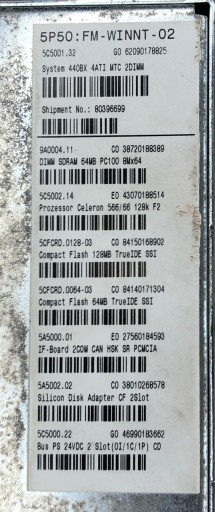 5P50:FM-WINNT-02
5C5001.32 GO 62090178825
System 440BX 4ATI MTC 2DIMM
Shipment No.: 80396699
9A0004.11 CO 38720188389
DIMM SDRAM 64MB PC100 8Mx64
5C5002.14 EO 43070188514
Prozessor Celeron 566/66 128k F2
5CFCRD.0128-03 CO 84150168902
Compact Flash 128MB TrueIDE SSI
5CFCRD.0064-03 CO 84140171304
Compact Flash 64MB TrueIDE SSI
5A5000.01 EO 27560184593
IF-Board 2COM CAN HSK SR PCMCIA
5A5002.02 CO 38010268578
Silicon Disk Adapter CF 2Slot
5C5000.22 GO 46990183662
Bus PS 24VDC 2 Slot(0I/1C/1P) CD